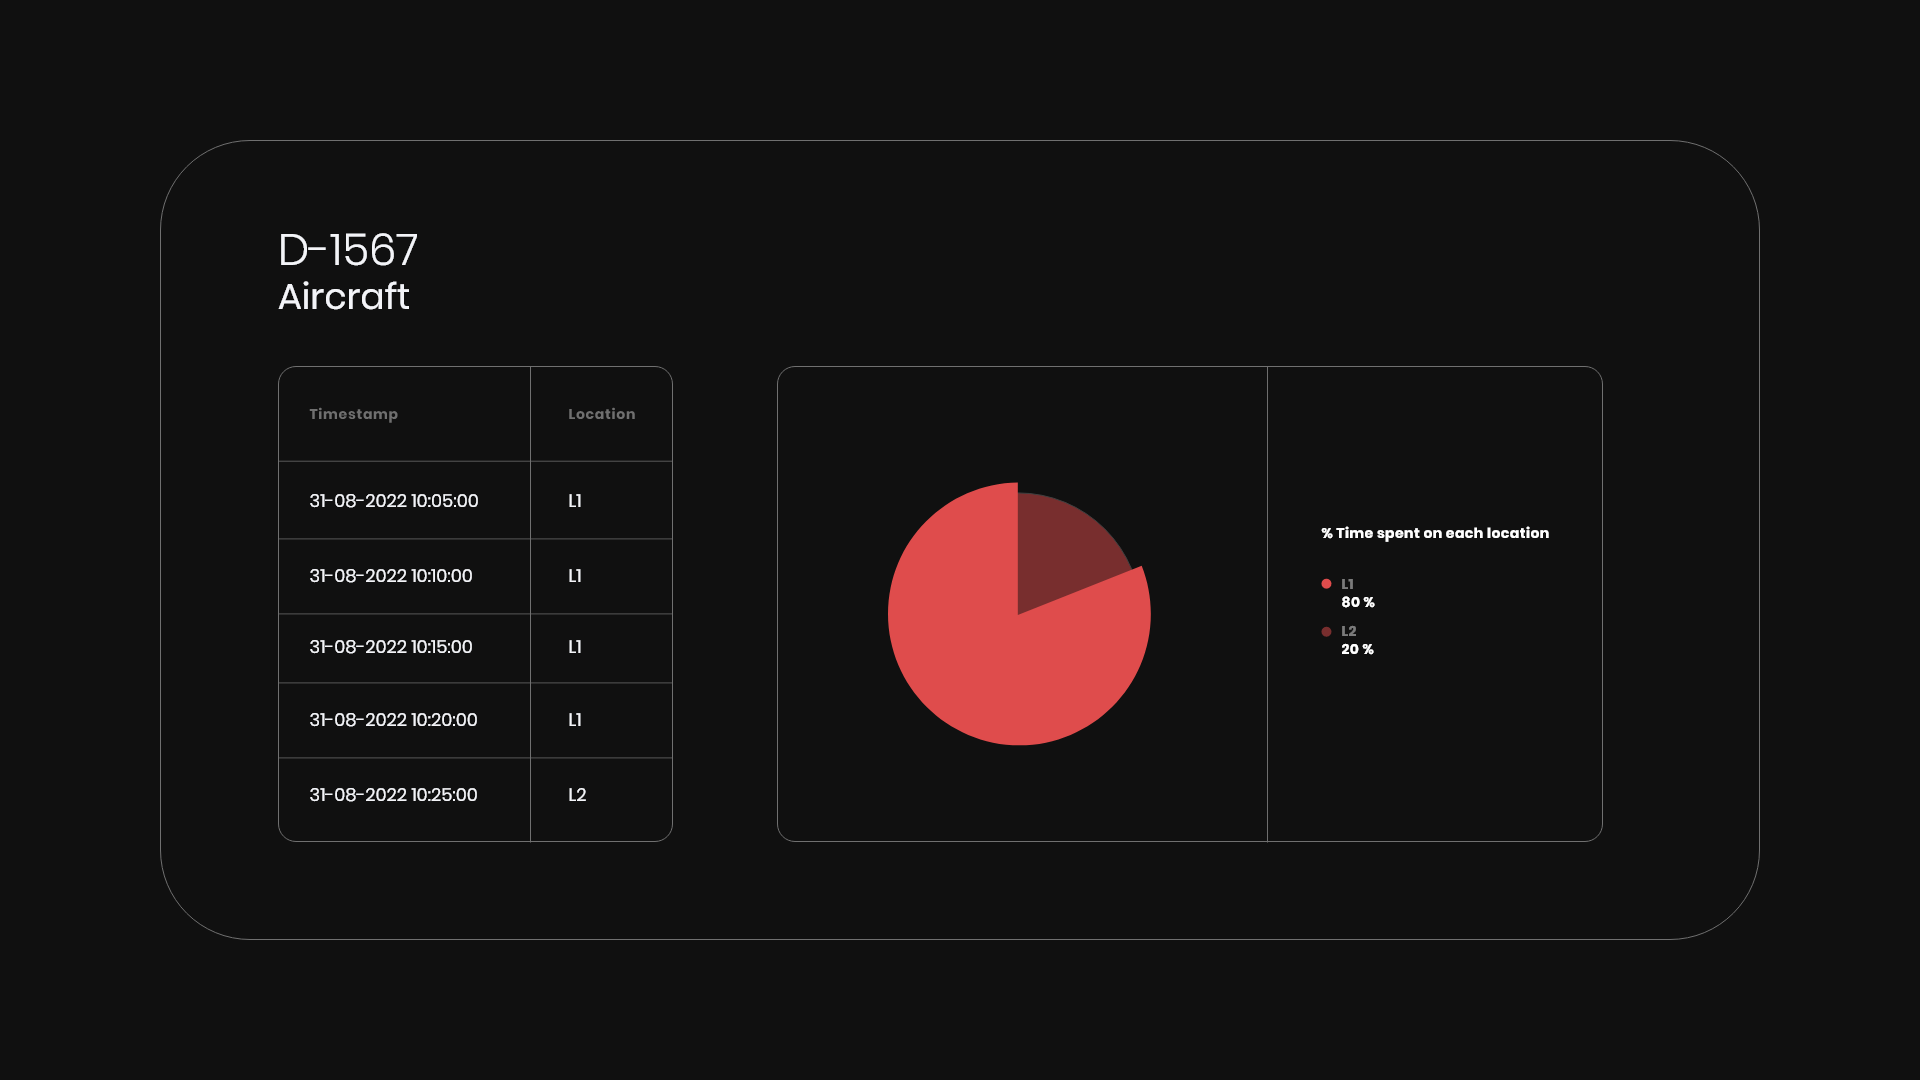 D-1567
Aircraft
Timestamp Location
31-08-2022 10:05:00 L1
31-08-2022 10:10:00 L1
31-08-2022 10:15:00 L1
31-08-2022 10:20:00 L1
31-08-2022 10:25:00 L2
% Time spent on each location
L1
80 %
L2
20 %